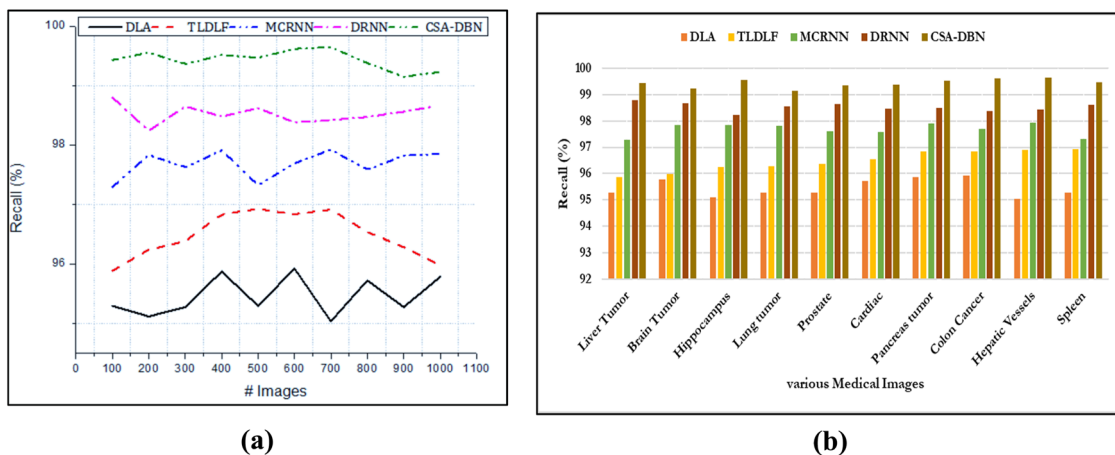 DLA TLDLF MCRNN DRNN CSA-DBN
100
98
96
Recall (%)
100 200 300 400 500 600 700 800 900 1000 1100
# Images
(a)
DLA TLDLF MCRNN DRNN CSA-DBN
100
99
98
97
96
95
94
93
92
Recall (%)
Liver Tumor
Brain Tumor
Hippocampus
Lung tumor
Prostate
Cardiac
Pancreas tumor
Colon Cancer
Hepatic Vessels
Spleen
various Medical Images
(b)